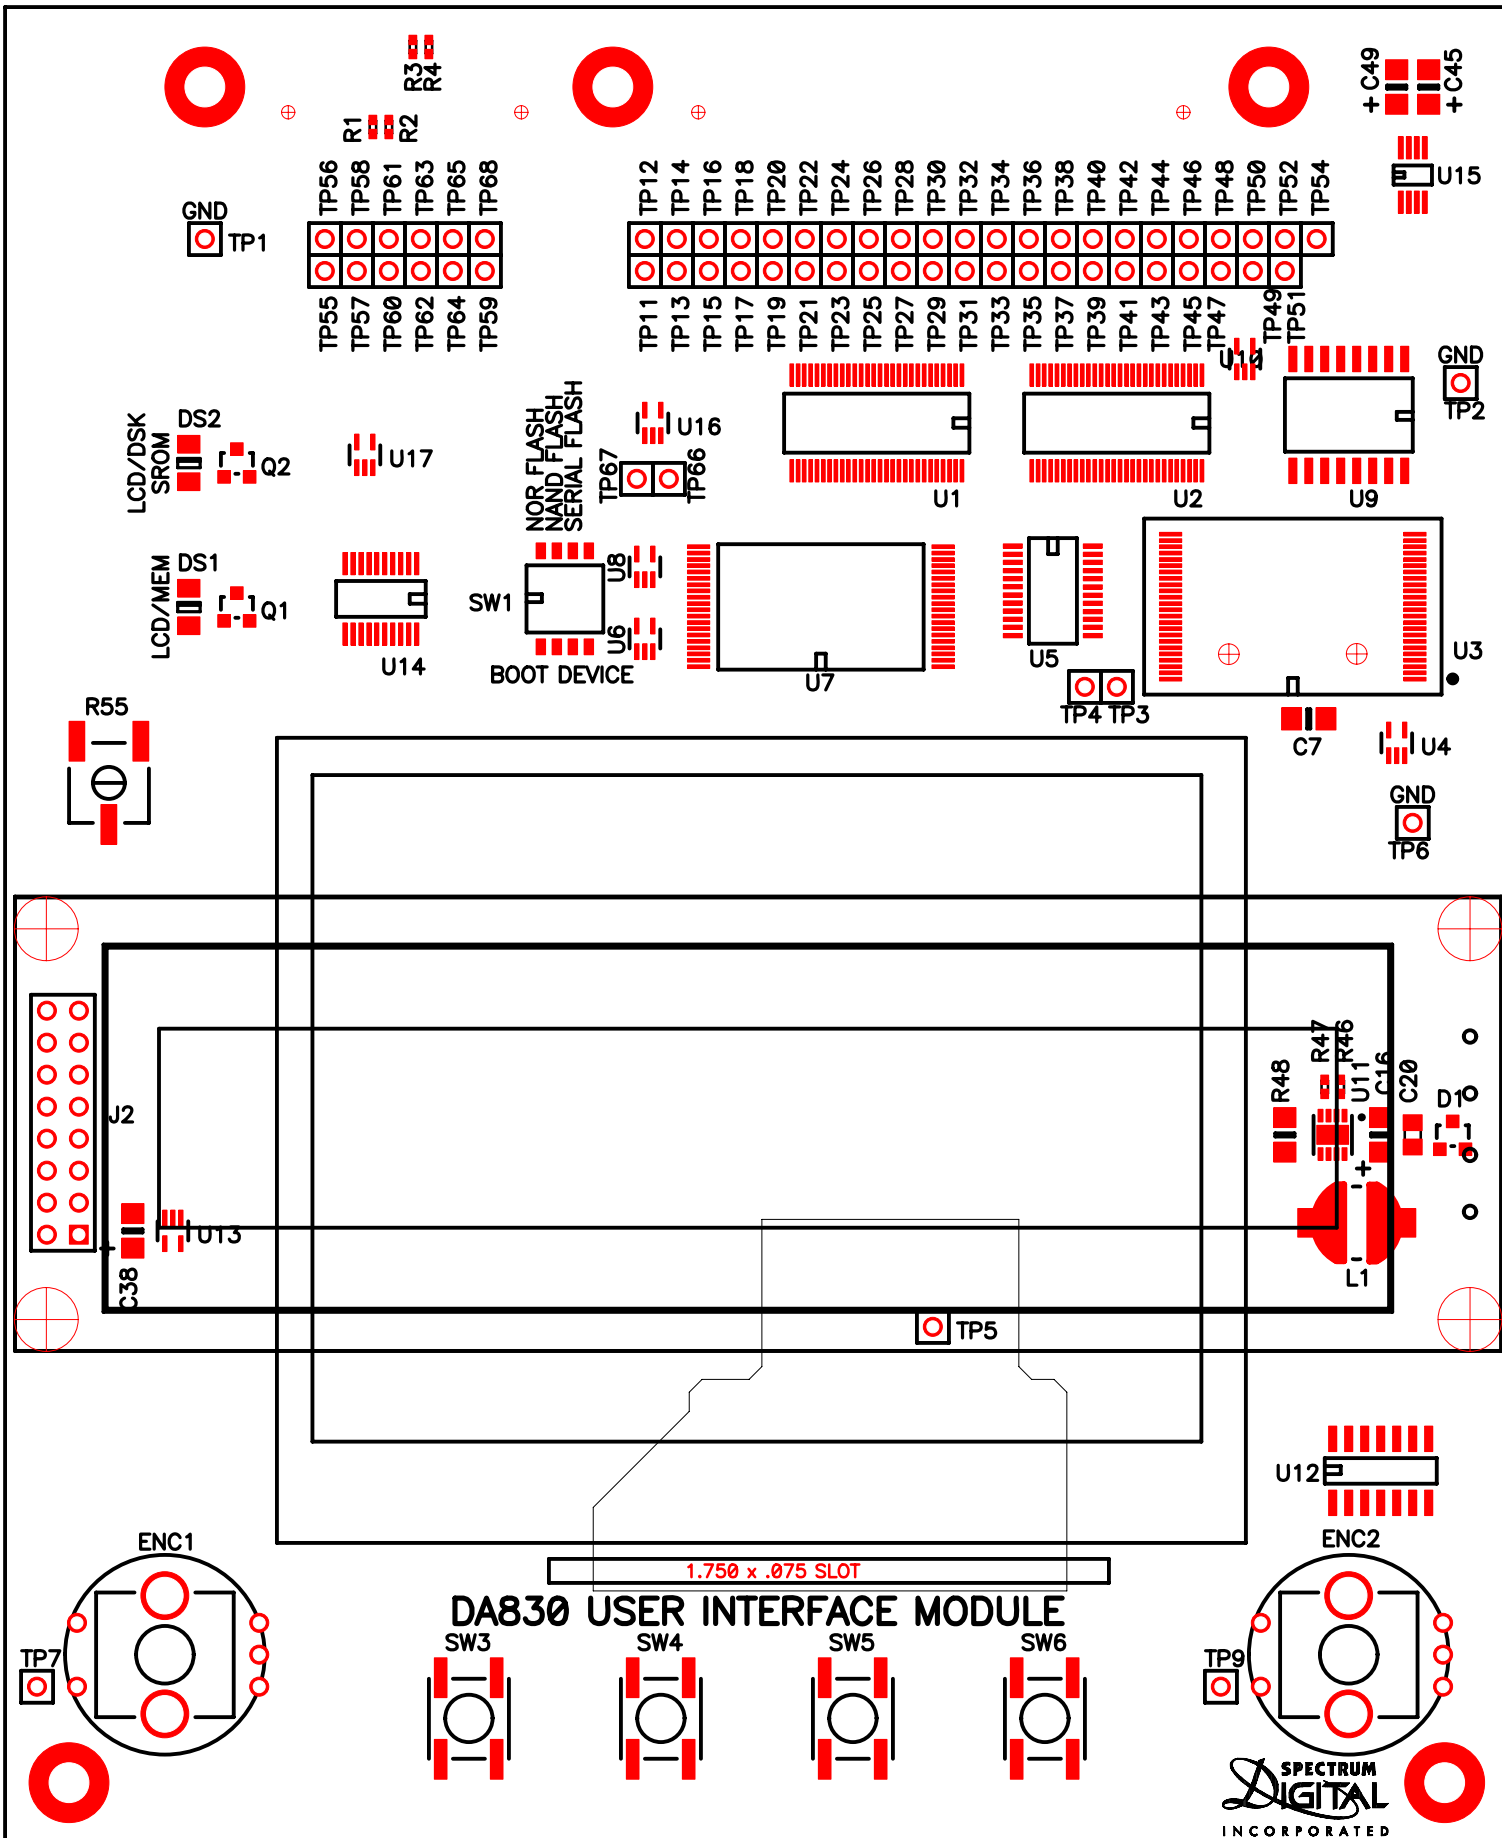 R3
R4
C49
C45
+
+
R1
R2
TP56
TP58
TP61
TP63
TP65
TP68
TP12
TP14
TP16
TP18
TP20
TP22
TP24
TP26
TP28
TP30
TP32
TP34
TP36
TP38
TP40
TP42
TP44
TP46
TP48
TP50
TP52
TP54
U15
GND
TP1
TP55
TP57
TP60
TP62
TP64
TP59
TP11
TP13
TP15
TP17
TP19
TP21
TP23
TP25
TP27
TP29
TP31
TP33
TP35
TP37
TP39
TP41
TP43
TP45
TP47
TP49
TP51
U10
GND
TP2
LCD/DSK
SROM
DS2
Q2
U17
NOR FLASH
NAND FLASH
SERIAL FLASH
U16
TP67
TP66
U1
U2
U9
LCD/MEM
DS1
Q1
U14
SW1
BOOT DEVICE
U8
U6
U7
U5
U3
TP4
TP3
R55
C7
U4
GND
TP6
J2
R47
R46
R48
U11
C16
C20
D1
+
U13
+
C38
L1
TP5
U12
ENC1
ENC2
1.750 x .075 SLOT
DA830 USER INTERFACE MODULE
SW3
SW4
SW5
SW6
TP7
TP9
SPECTRUM
DIGITAL
INCORPORATED